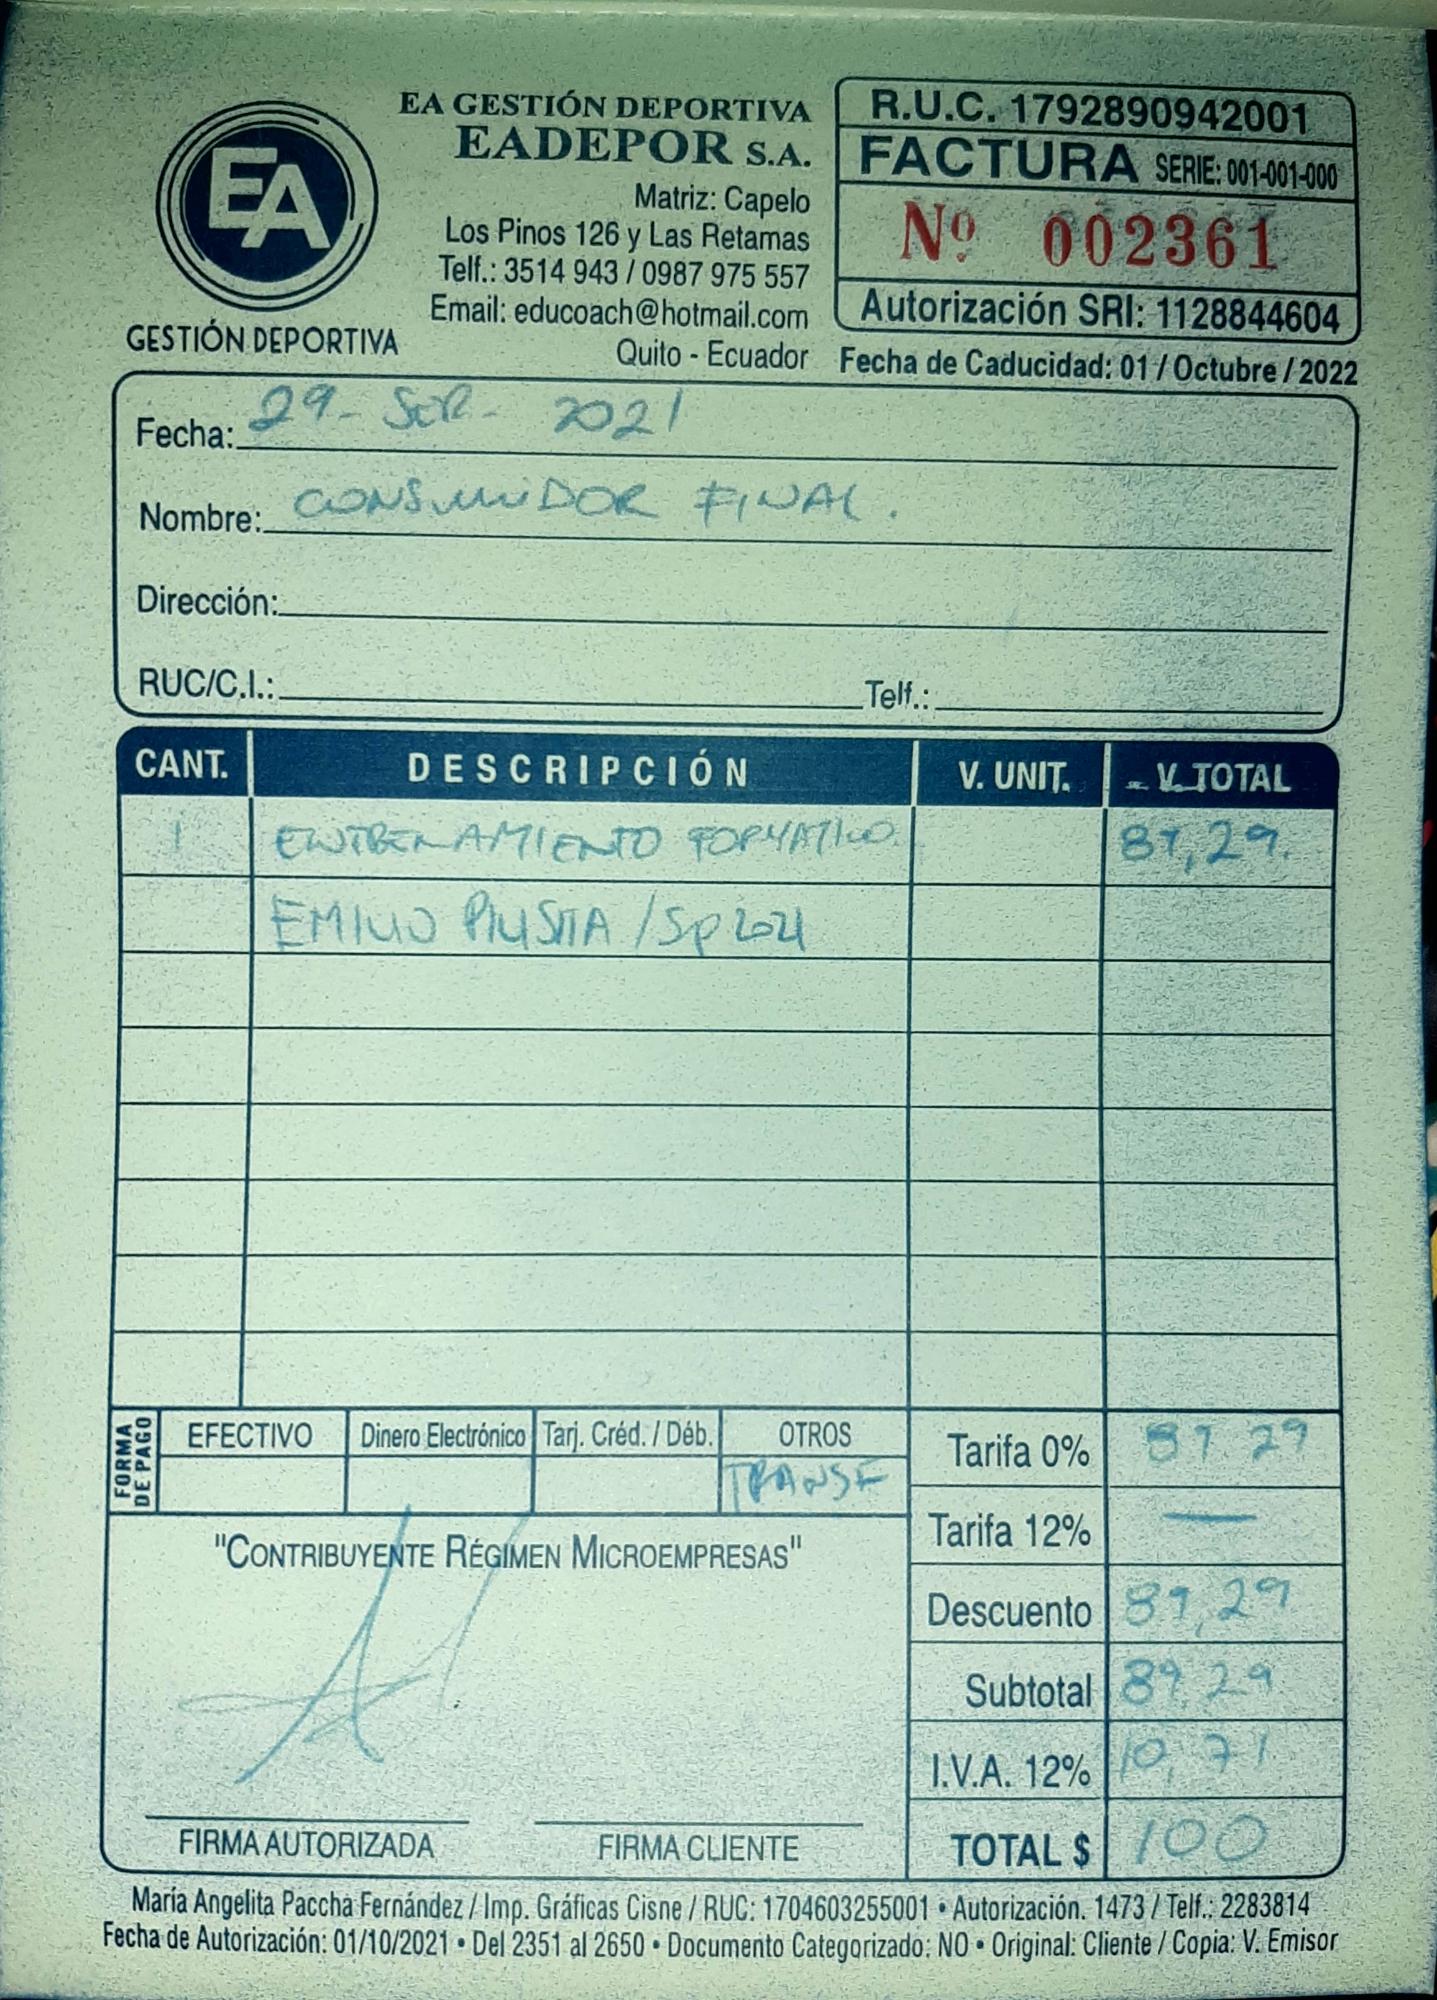 EA
GESTIÓN DEPORTIVA
EA GESTIÓN DEPORTIVA
EADEPOR S.A.
Matriz: Capelo
Los Pinos 126 y Las Retamas
Telf.: 3514 943 / 0987 975 557
Email: educoach@hotmail.com
Quito - Ecuador
R.U.C. 1792890942001
FACTURA SERIE: 001-001-000
Nº 002361
Autorización SRI: 1128844604
Fecha de Caducidad: 01 / Octubre / 2022
Fecha: 29 - SEP - 2021
Nombre: CONSUMIDOR FINAL.
Dirección:
RUC/C.I.: Telf.:
CANT. DESCRIPCIÓN V. UNIT. V. TOTAL
1 ENTRENAMIENTO FORMATIVO 89,29.
EMILIO / Sp 2021
FORMA DE PAGO
EFECTIVO Dinero Electrónico Tarj. Créd. / Déb. OTROS
TRANSF
Tarifa 0% 89 29
Tarifa 12% —
Descuento 89,29
Subtotal 89,29
I.V.A. 12% 10,71
TOTAL $ 100
"CONTRIBUYENTE RÉGIMEN MICROEMPRESAS"
FIRMA AUTORIZADA FIRMA CLIENTE
María Angelita Paccha Fernández / Imp. Gráficas Cisne / RUC: 1704603255001 • Autorización. 1473 / Telf.: 2283814
Fecha de Autorización: 01/10/2021 • Del 2351 al 2650 • Documento Categorizado: NO • Original: Cliente / Copia: V. Emisor